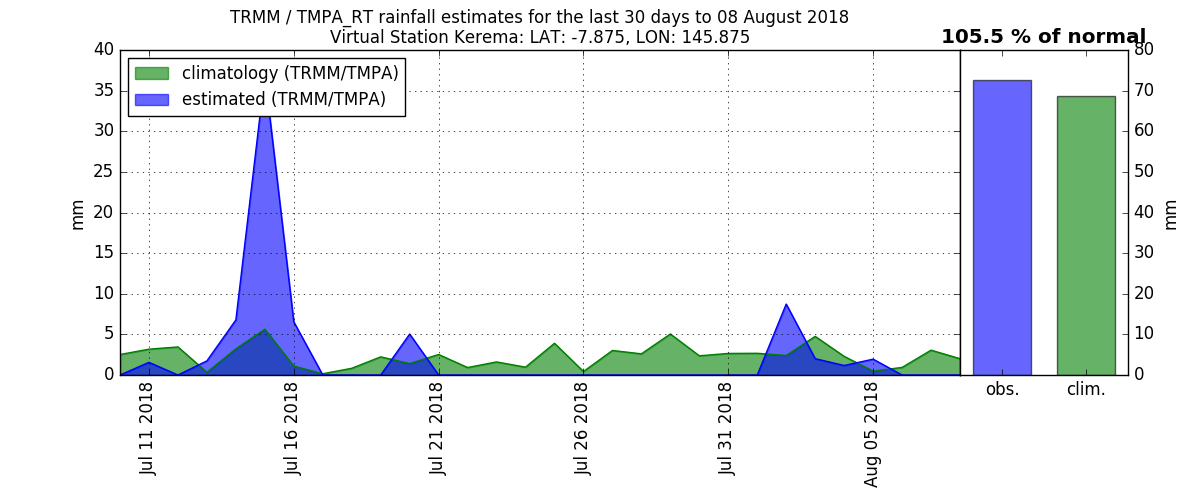 TRMM / TMPA_RT rainfall estimates for the last 30 days to 08 August 2018
Virtual Station Kerema: LAT: -7.875, LON: 145.875
105.5 % of normal
climatology (TRMM/TMPA)
estimated (TRMM/TMPA)
mm
40
35
30
25
20
15
10
5
0
Jul 11 2018
Jul 16 2018
Jul 21 2018
Jul 26 2018
Jul 31 2018
Aug 05 2018
80
70
60
50
40
30
20
10
0
mm
obs.
clim.